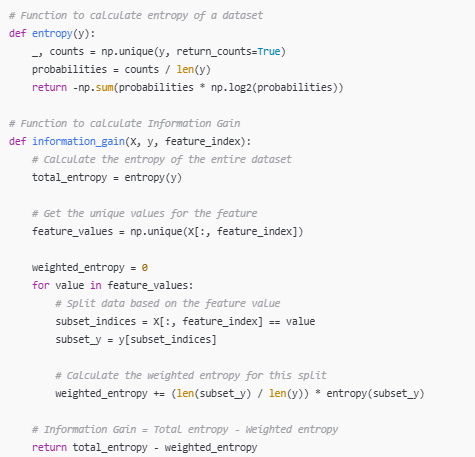 # Function to calculate entropy of a dataset
def entropy(y):
    _, counts = np.unique(y, return_counts=True)
    probabilities = counts / len(y)
    return -np.sum(probabilities * np.log2(probabilities))

# Function to calculate Information Gain
def information_gain(X, y, feature_index):
    # Calculate the entropy of the entire dataset
    total_entropy = entropy(y)

    # Get the unique values for the feature
    feature_values = np.unique(X[:, feature_index])

    weighted_entropy = 0
    for value in feature_values:
        # Split data based on the feature value
        subset_indices = X[:, feature_index] == value
        subset_y = y[subset_indices]

        # Calculate the weighted entropy for this split
        weighted_entropy += (len(subset_y) / len(y)) * entropy(subset_y)

    # Information Gain = Total entropy - Weighted entropy
    return total_entropy - weighted_entropy